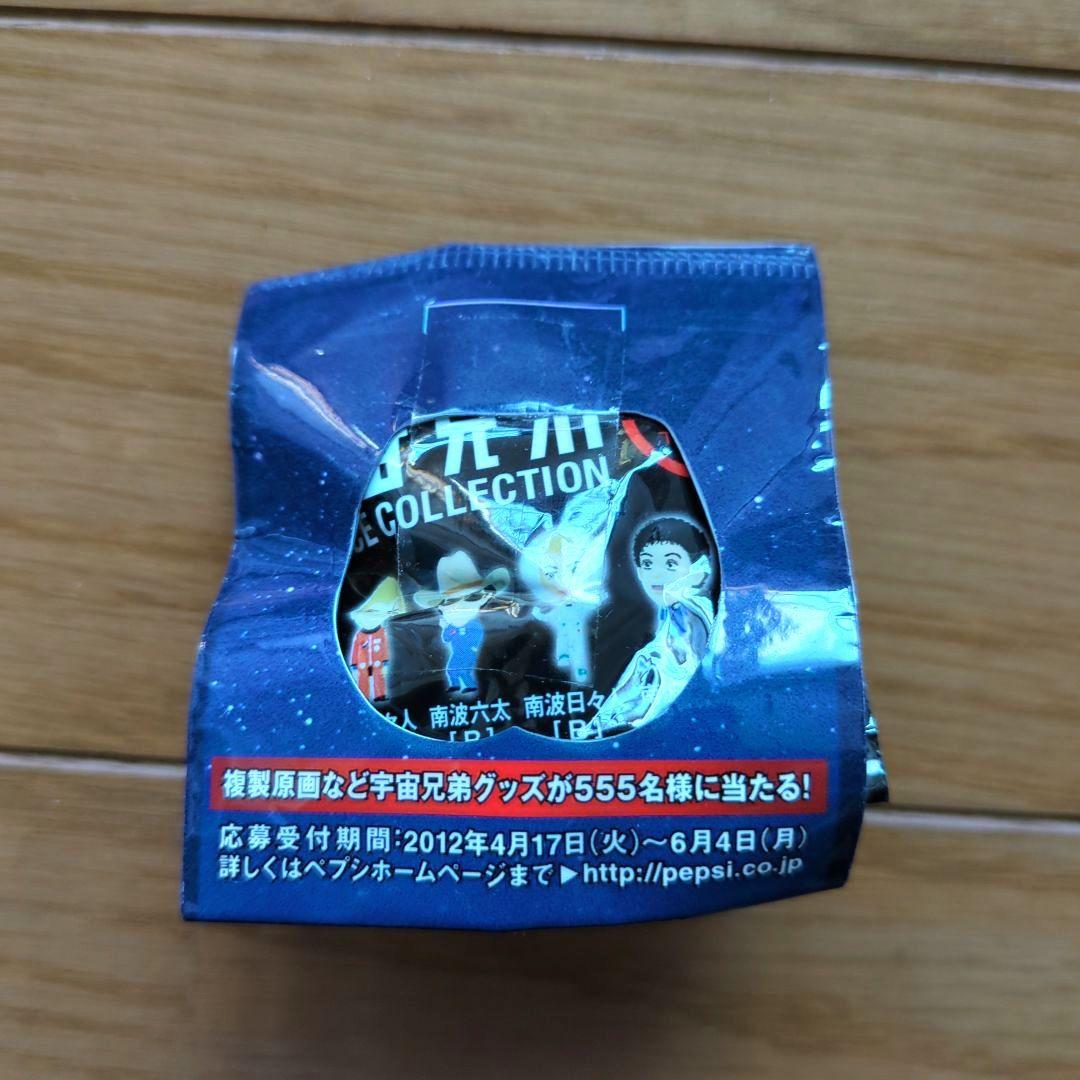 兄
COLLECTION
南波六太 南波日々
[B] [B]
複製原画など宇宙兄弟グッズが555名様に当たる!
応募受付期間:2012年4月17日(火)〜6月4日(月)
詳しくはペプシホームページまで▶http://pepsi.co.jp